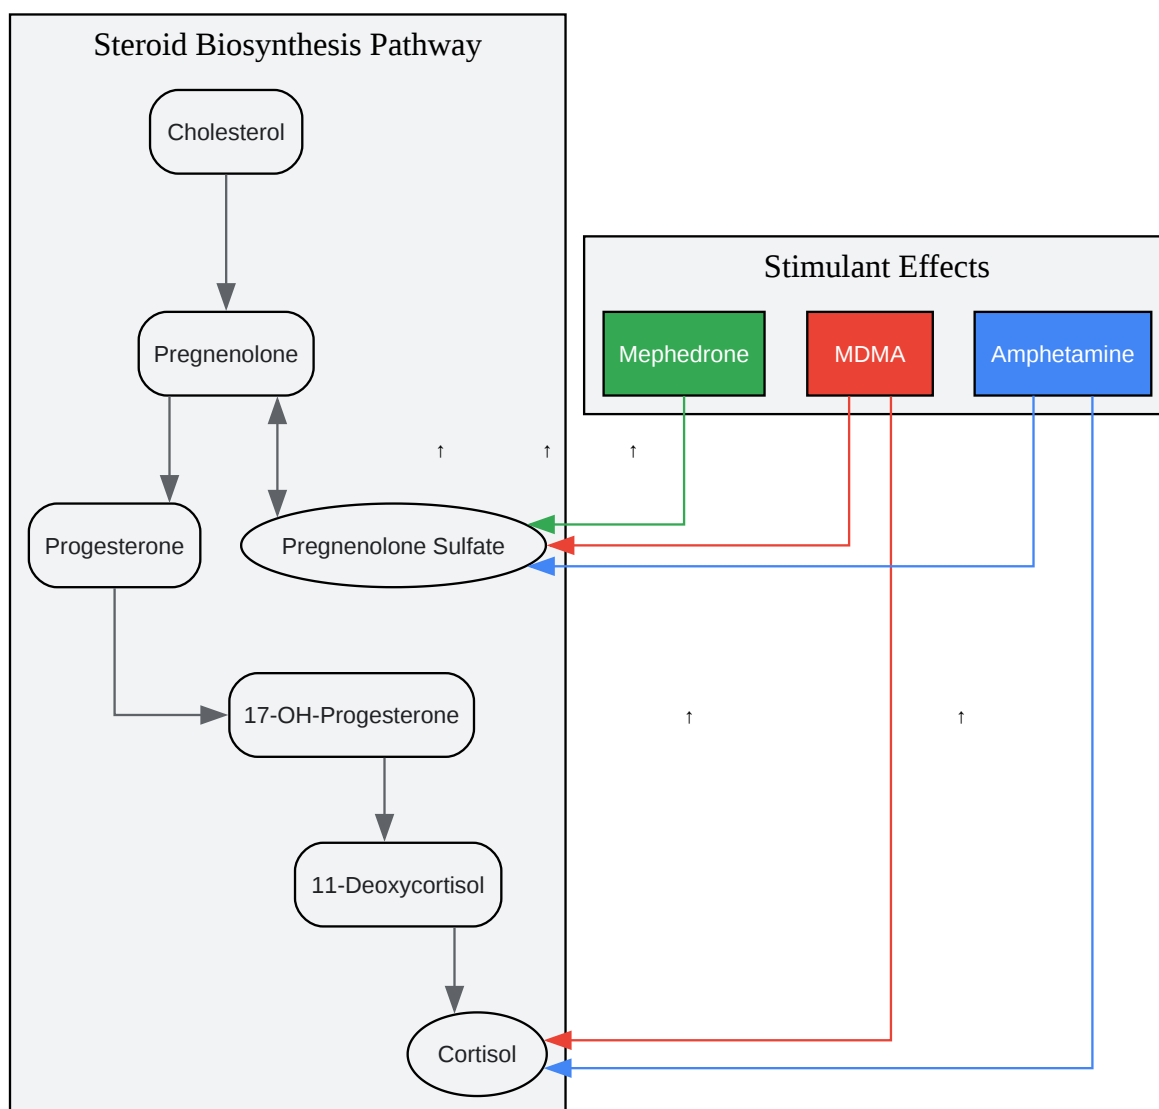 Steroid Biosynthesis Pathway
Cholesterol
Stimulant Effects
Pregnenolone
Mephedrone
MDMA
Amphetamine
↑ ↑ ↑
Progesterone
Pregnenolone Sulfate
17-OH-Progesterone
↑ ↑
11-Deoxycortisol
Cortisol